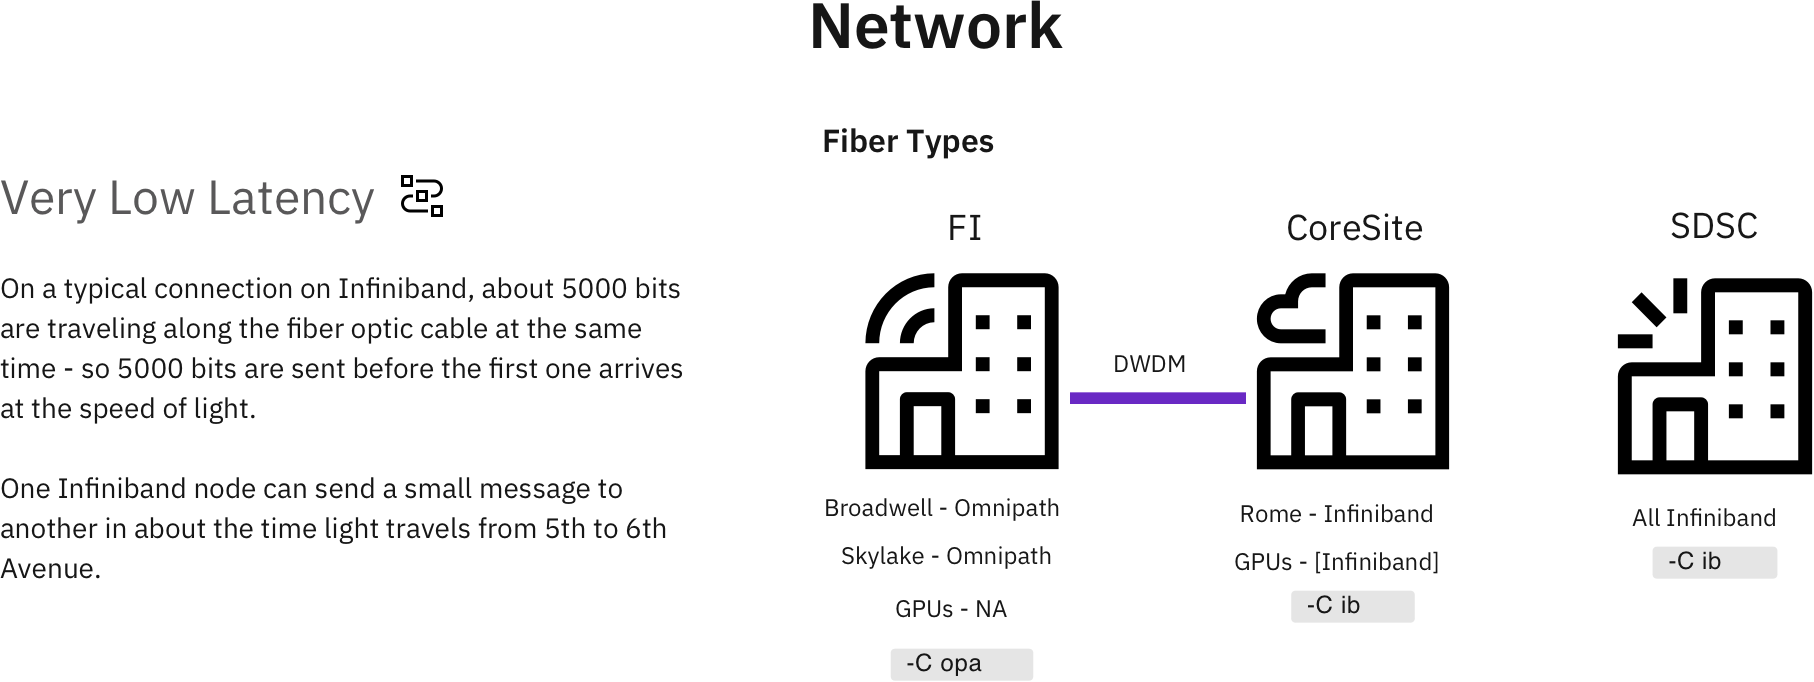 Network
Very Low Latency
On a typical connection on Infiniband, about 5000 bits
are traveling along the fiber optic cable at the same
time - so 5000 bits are sent before the first one arrives
at the speed of light.
One Infiniband node can send a small message to
another in about the time light travels from 5th to 6th
Avenue.
Fiber Types
FI
Broadwell - Omnipath
Skylake - Omnipath
GPUs - NA
-C opa
DWDM
CoreSite
Rome - Infiniband
GPUs - [Infiniband]
-C ib
SDSC
All Infiniband
-C ib